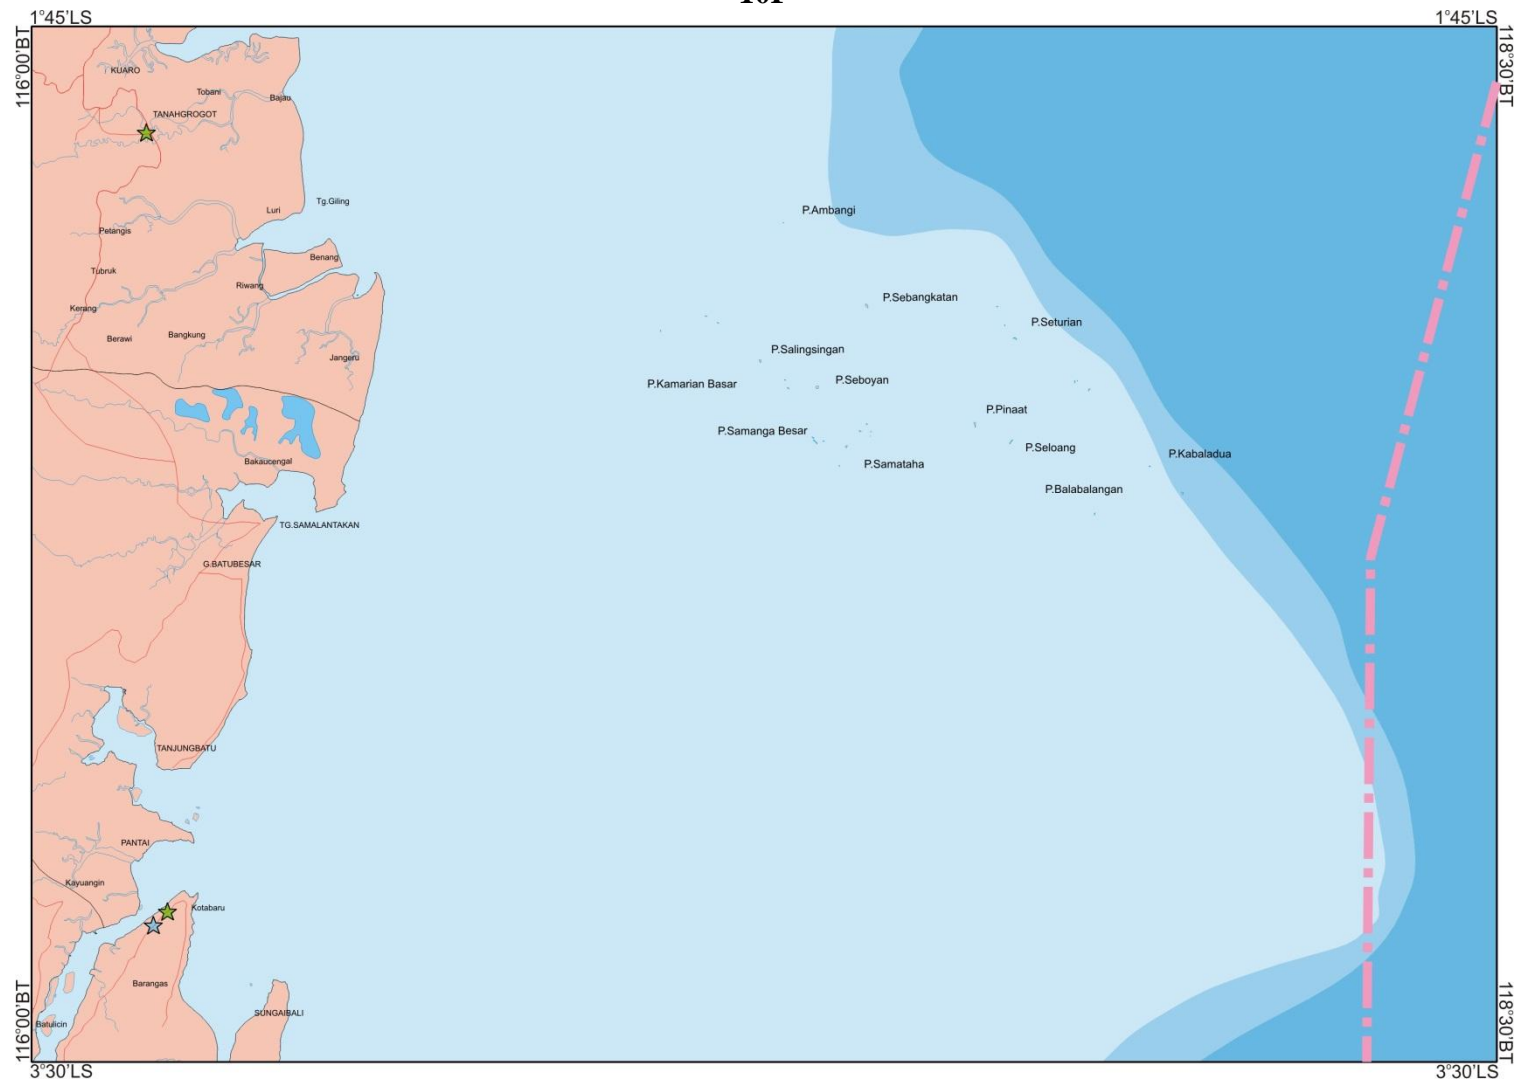 1°45'LS
1°45'LS
116°00'BT
118°30'BT
KUARO
Tobani
Bajau
TANAHGROGOT
Tg.Giling
Luri
P.Ambangi
Petangis
Benang
Tubruk
Riwang
P.Sebangkatan
Kerang
P.Seturian
Berawi
Bangkung
P.Salingsingan
Jangeru
P.Kamarian Basar
P.Seboyan
P.Pinaat
P.Samanga Besar
P.Seloang
P.Kabaladua
Bakaucengal
P.Samataha
P.Balabalangan
TG.SAMALANTAKAN
G.BATUBESAR
TANJUNGBATU
PANTAI
Kayuangin
Kotabaru
Barangas
SUNGAIBALI
Batulicin
116°00'BT
118°30'BT
3°30'LS
3°30'LS